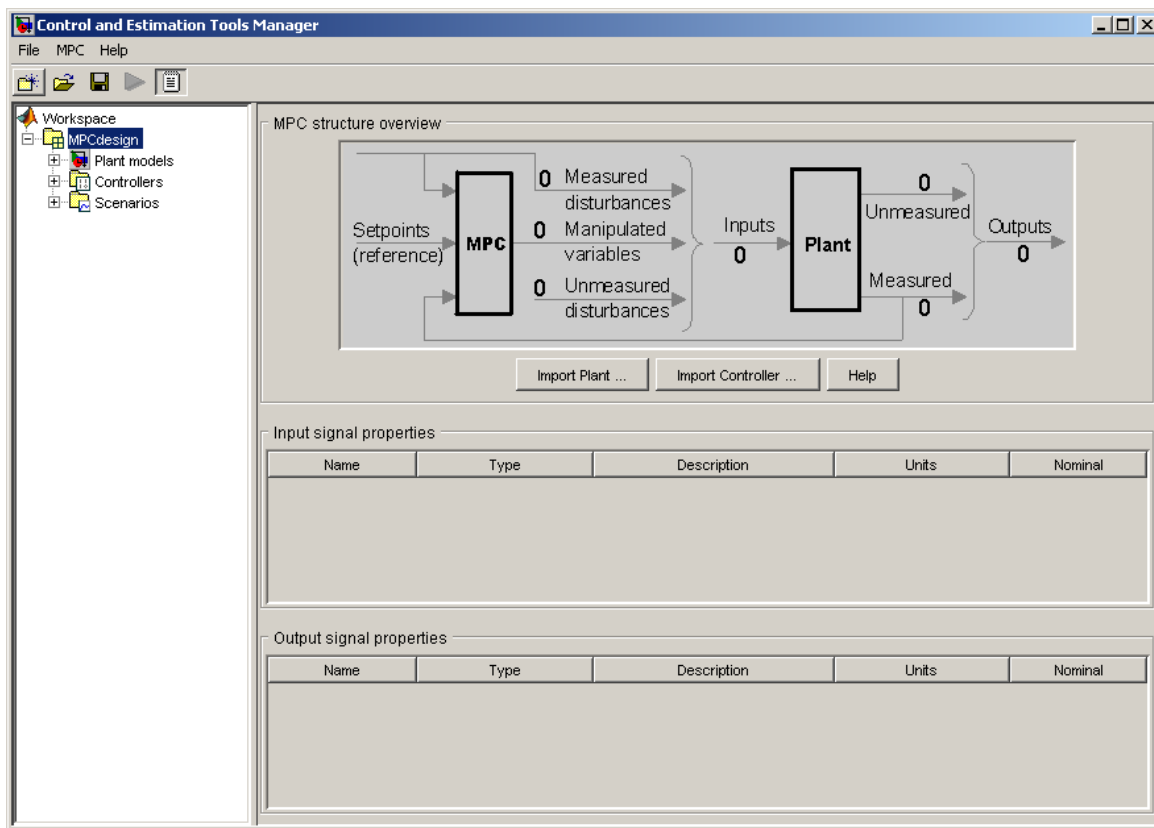 Control and Estimation Tools Manager
File MPC Help
Workspace
MPCdesign
Plant models
Controllers
Scenarios
MPC structure overview
Setpoints
(reference)
MPC
0 Measured
disturbances
0 Manipulated
variables
0 Unmeasured
disturbances
Inputs
0
Plant
0
Unmeasured
Measured
0
Outputs
0
Import Plant ... Import Controller ... Help
Input signal properties
Name Type Description Units Nominal
Output signal properties
Name Type Description Units Nominal